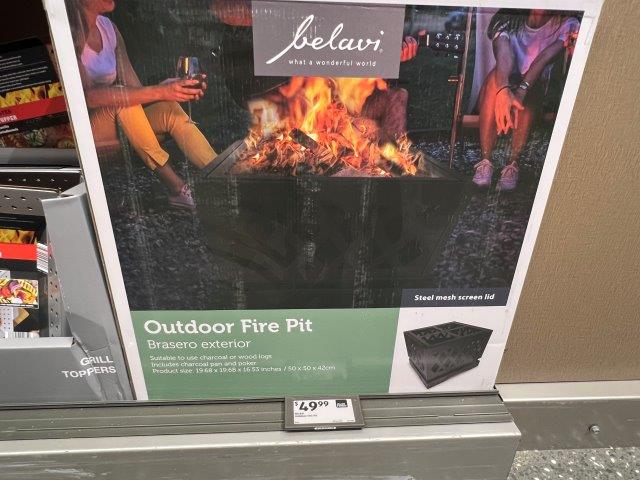 belavi
what a wonderful world
Steel mesh screen lid
Outdoor Fire Pit
Brasero exterior
Suitable to use charcoal or wood logs
Includes charcoal pan and poker
Product size: 19.68 x 19.68 x 16.53 inches / 50 x 50 x 42cm
GRILL
TOPPERS
$49.99